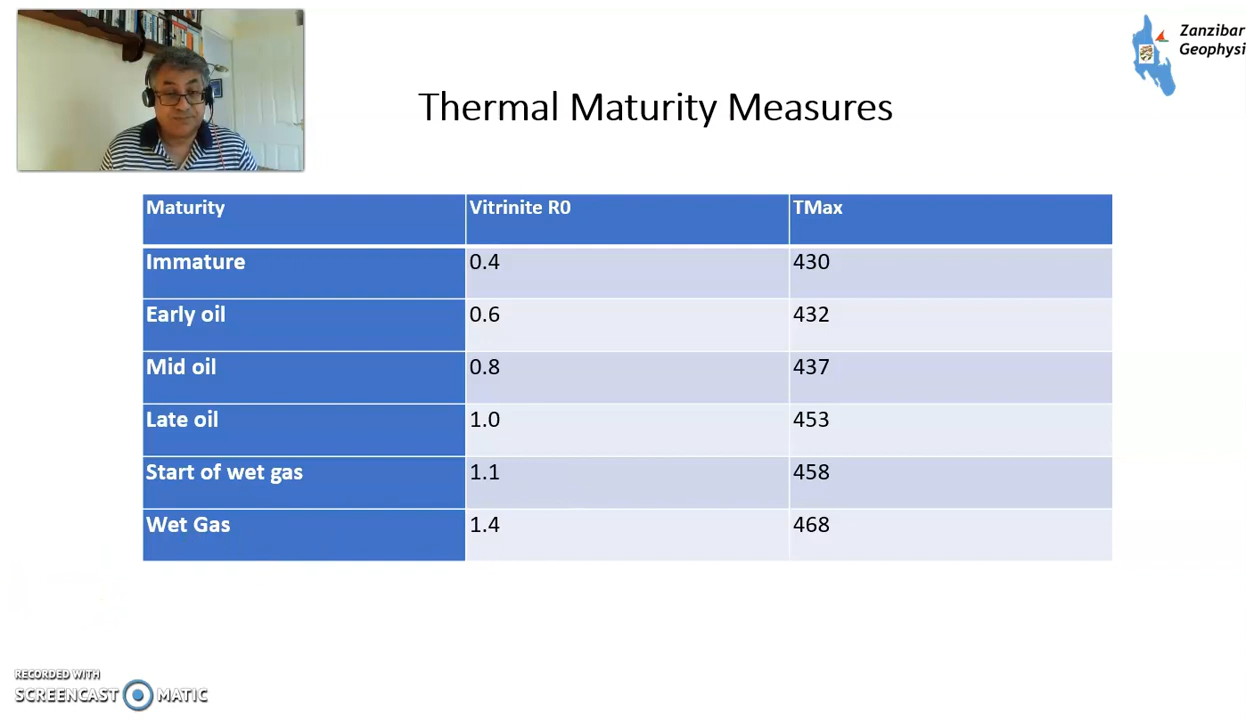 Zanzibar
Geophysi
Thermal Maturity Measures
Maturity Vitrinite R0 TMax
Immature 0.4 430
Early oil 0.6 432
Mid oil 0.8 437
Late oil 1.0 453
Start of wet gas 1.1 458
Wet Gas 1.4 468
RECORDED WITH
SCREENCAST MATIC